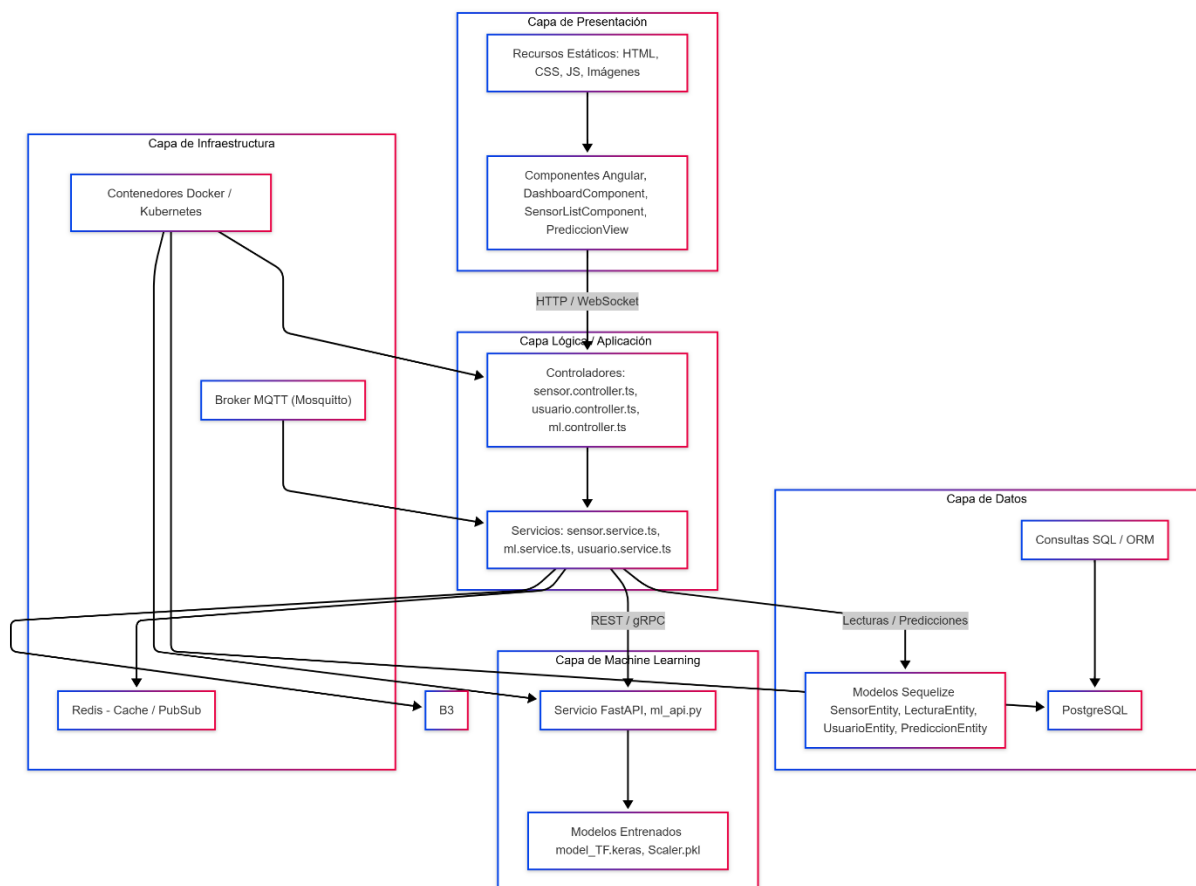 Capa de Presentación
Recursos Estáticos: HTML,
CSS, JS, Imágenes
Componentes Angular,
DashboardComponent,
SensorListComponent,
PrediccionView
Capa de Infraestructura
Contenedores Docker /
Kubernetes
Broker MQTT (Mosquitto)
HTTP / WebSocket
Capa Lógica / Aplicación
Controladores:
sensor.controller.ts,
usuario.controller.ts,
ml.controller.ts
Servicios: sensor.service.ts,
ml.service.ts, usuario.service.ts
Capa de Datos
Consultas SQL / ORM
REST / gRPC
Lecturas / Predicciones
Capa de Machine Learning
Redis - Cache / PubSub
B3
Servicio FastAPI, ml_api.py
Modelos Sequelize
SensorEntity, LecturaEntity,
UsuarioEntity, PrediccionEntity
PostgreSQL
Modelos Entrenados
model_TF.keras, Scaler.pkl